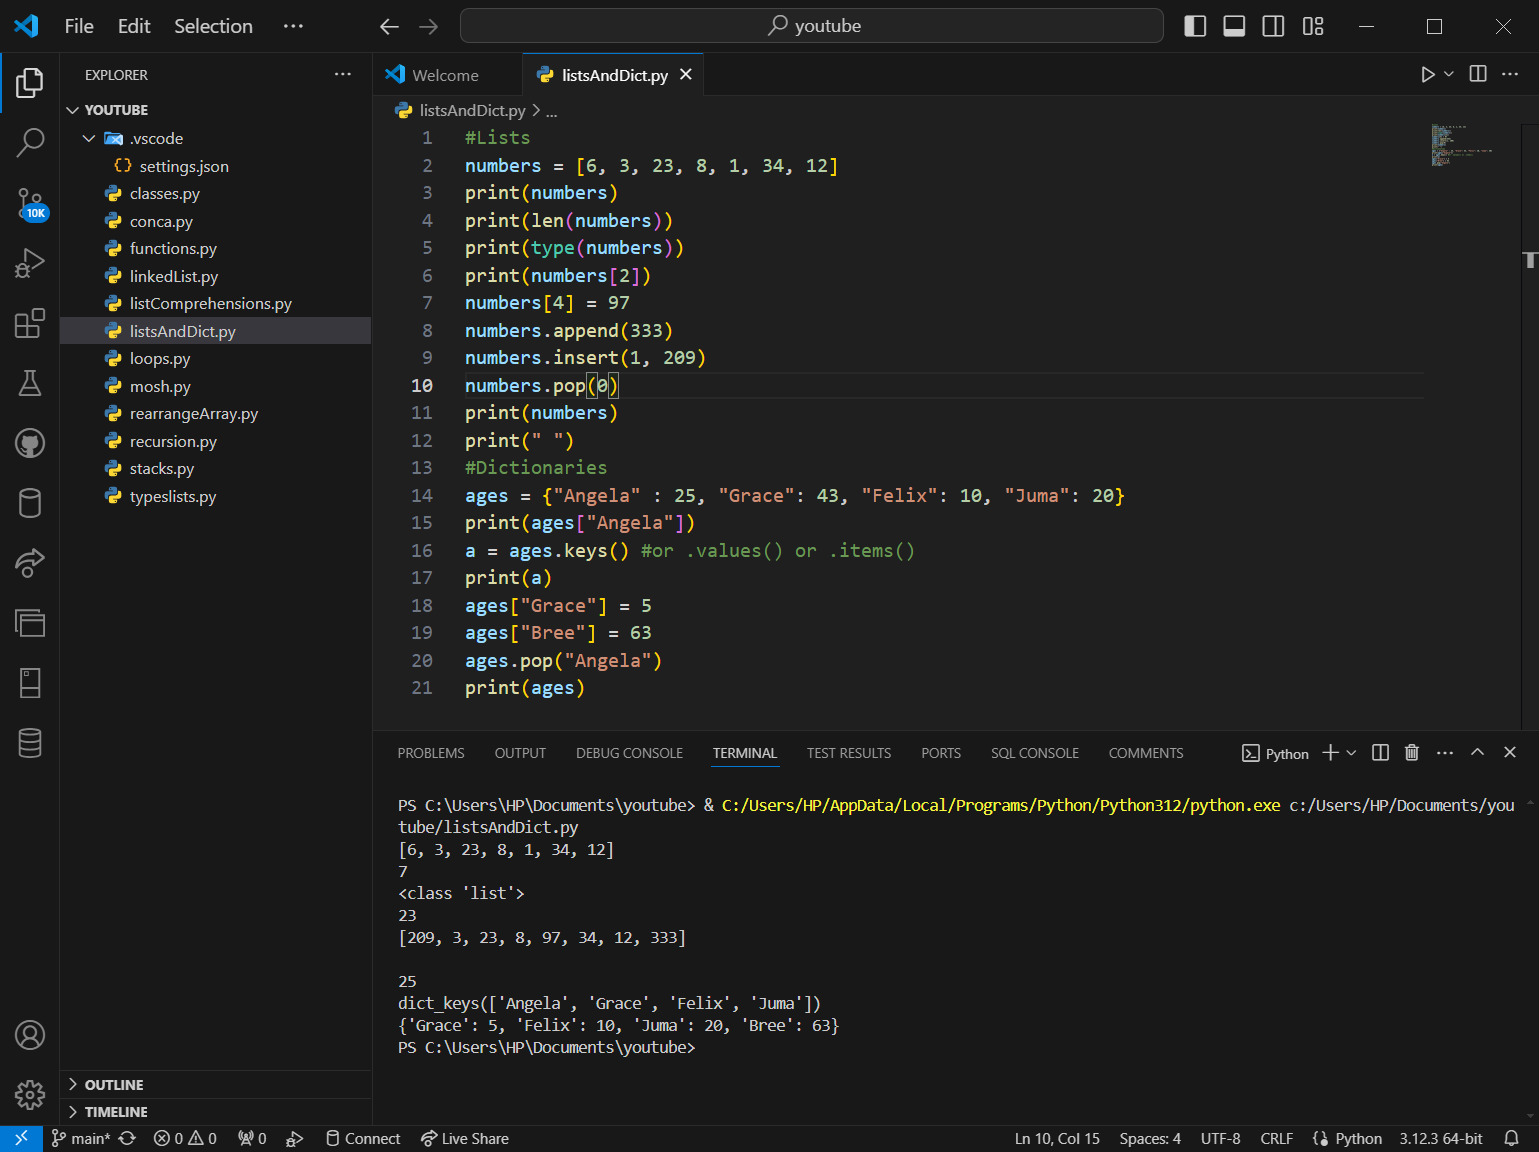 File Edit Selection ··· youtube
EXPLORER ···
YOUTUBE
.vscode
settings.json
classes.py
conca.py
functions.py
linkedList.py
listComprehensions.py
listsAndDict.py
loops.py
mosh.py
rearrangeArray.py
recursion.py
stacks.py
typeslists.py
OUTLINE
TIMELINE
10K
Welcome listsAndDict.py
listsAndDict.py > ...
1 #Lists
2 numbers = [6, 3, 23, 8, 1, 34, 12]
3 print(numbers)
4 print(len(numbers))
5 print(type(numbers))
6 print(numbers[2])
7 numbers[4] = 97
8 numbers.append(333)
9 numbers.insert(1, 209)
10 numbers.pop(0)
11 print(numbers)
12 print(" ")
13 #Dictionaries
14 ages = {"Angela" : 25, "Grace": 43, "Felix": 10, "Juma": 20}
15 print(ages["Angela"])
16 a = ages.keys() #or .values() or .items()
17 print(a)
18 ages["Grace"] = 5
19 ages["Bree"] = 63
20 ages.pop("Angela")
21 print(ages)
PROBLEMS OUTPUT DEBUG CONSOLE TERMINAL TEST RESULTS PORTS SQL CONSOLE COMMENTS Python
PS C:\Users\HP\Documents\youtube> & C:/Users/HP/AppData/Local/Programs/Python/Python312/python.exe c:/Users/HP/Documents/you
tube/listsAndDict.py
[6, 3, 23, 8, 1, 34, 12]
7
<class 'list'>
23
[209, 3, 23, 8, 97, 34, 12, 333]
25
dict_keys(['Angela', 'Grace', 'Felix', 'Juma'])
{'Grace': 5, 'Felix': 10, 'Juma': 20, 'Bree': 63}
PS C:\Users\HP\Documents\youtube>
main* 0 0 0 Connect Live Share Ln 10, Col 15 Spaces: 4 UTF-8 CRLF Python 3.12.3 64-bit